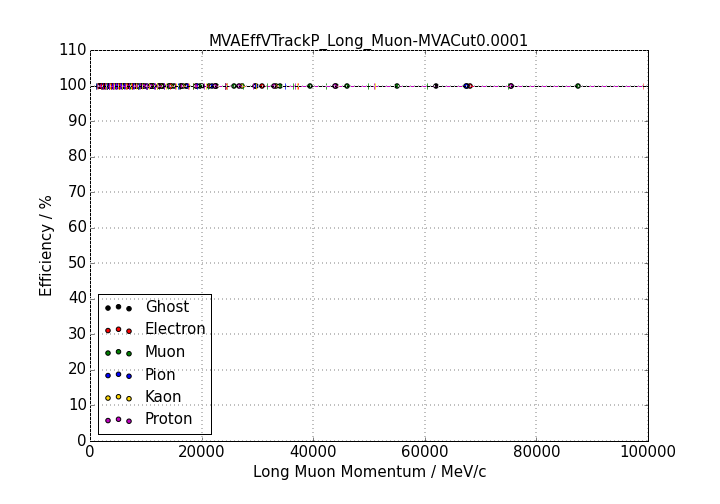 MVAEffVTrackP_Long_Muon-MVACut0.0001
110
100
90
80
70
60
50
40
30
20
10
0
Efficiency / %
Ghost
Electron
Muon
Pion
Kaon
Proton
0 20000 40000 60000 80000 100000
Long Muon Momentum / MeV/c